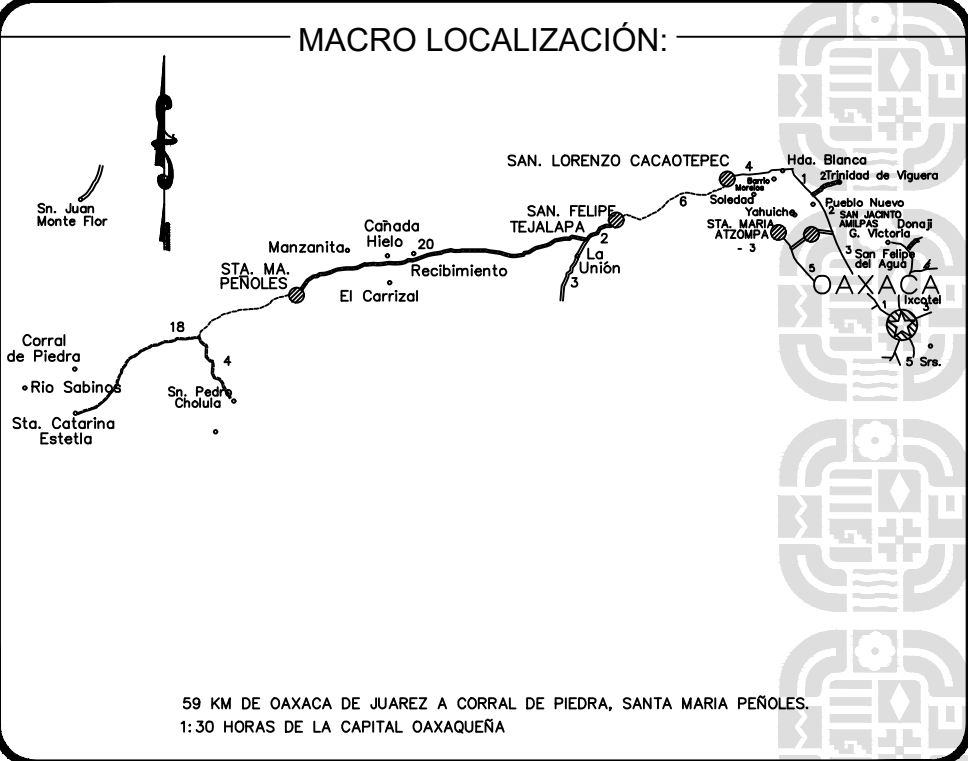 MACRO LOCALIZACIÓN:
SAN. LORENZO CACAOTEPEC
4
Hda. Blanca
Barrio
Morelos
1
2
Trinidad de Viguera
Soledad
6
Pueblo Nuevo
Yahuiche
2
SAN JACINTO
AMILPAS
Donaji
STA. MARIA
ATZOMPA
- 3
G. Victoria
3
San Felipe
del Agua
4
5
OAXACA
Ixcotel
1
3
5 Srs.
Sn. Juan
Monte Flor
SAN. FELIPE
TEJALAPA
2
La
Unión
3
Cañada
Hielo
20
Manzanita
Recibimiento
STA. MA.
PEÑOLES
El Carrizal
18
4
Corral
de Piedra
Rio Sabinos
Sn. Pedro
Cholula
Sta. Catarina
Estetla
59 KM DE OAXACA DE JUAREZ A CORRAL DE PIEDRA, SANTA MARIA PEÑOLES.
1:30 HORAS DE LA CAPITAL OAXAQUEÑA